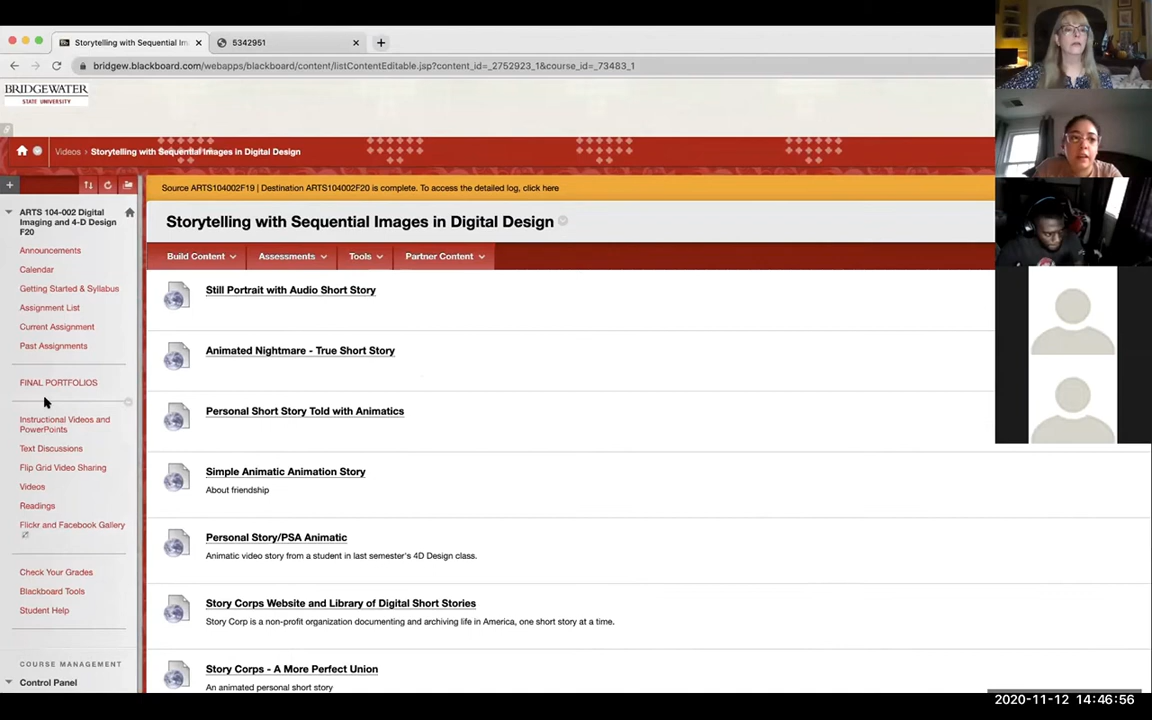 Storytelling with Sequential Im
5342951
bridgew.blackboard.com/webapps/blackboard/content/listContentEditable.jsp?content_id=_2752923_1&course_id=_73483_1
BRIDGEWATER
STATE UNIVERSITY
Videos › Storytelling with Sequential Images in Digital Design
Source ARTS104002F19 | Destination ARTS104002F20 is complete. To access the detailed log, click here
ARTS 104-002 Digital
Imaging and 4-D Design
F20
Announcements
Calendar
Getting Started & Syllabus
Assignment List
Current Assignment
Past Assignments
FINAL PORTFOLIOS
Instructional Videos and
PowerPoints
Text Discussions
Flip Grid Video Sharing
Videos
Readings
Flickr and Facebook Gallery
Check Your Grades
Blackboard Tools
Student Help
COURSE MANAGEMENT
Control Panel
Storytelling with Sequential Images in Digital Design
Build Content
Assessments
Tools
Partner Content
Still Portrait with Audio Short Story
Animated Nightmare - True Short Story
Personal Short Story Told with Animatics
Simple Animatic Animation Story
About friendship
Personal Story/PSA Animatic
Animatic video story from a student in last semester's 4D Design class.
Story Corps Website and Library of Digital Short Stories
Story Corp is a non-profit organization documenting and archiving life in America, one short story at a time.
Story Corps - A More Perfect Union
An animated personal short story
2020-11-12 14:46:56